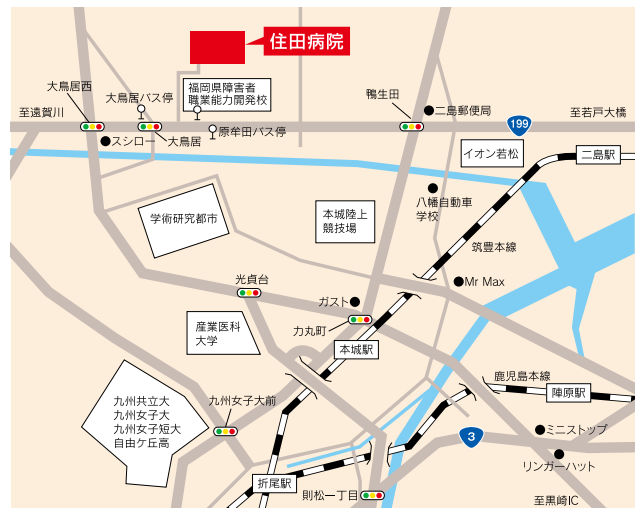 住田病院
大鳥居西
大鳥居バス停
福岡県障害者
職業能力開発校
鴨生田
二島郵便局
至遠賀川
至若戸大橋
199
スシロー
大鳥居
原牟田バス停
イオン若松
二島駅
八幡自動車
学校
学術研究都市
本城陸上
競技場
筑豊本線
光貞台
ガスト
Mr Max
産業医科
大学
力丸町
本城駅
鹿児島本線
陣原駅
九州共立大
九州女子大
九州女子短大
自由ケ丘高
九州女子大前
3
ミニストップ
リンガーハット
折尾駅
則松一丁目
至黒崎IC